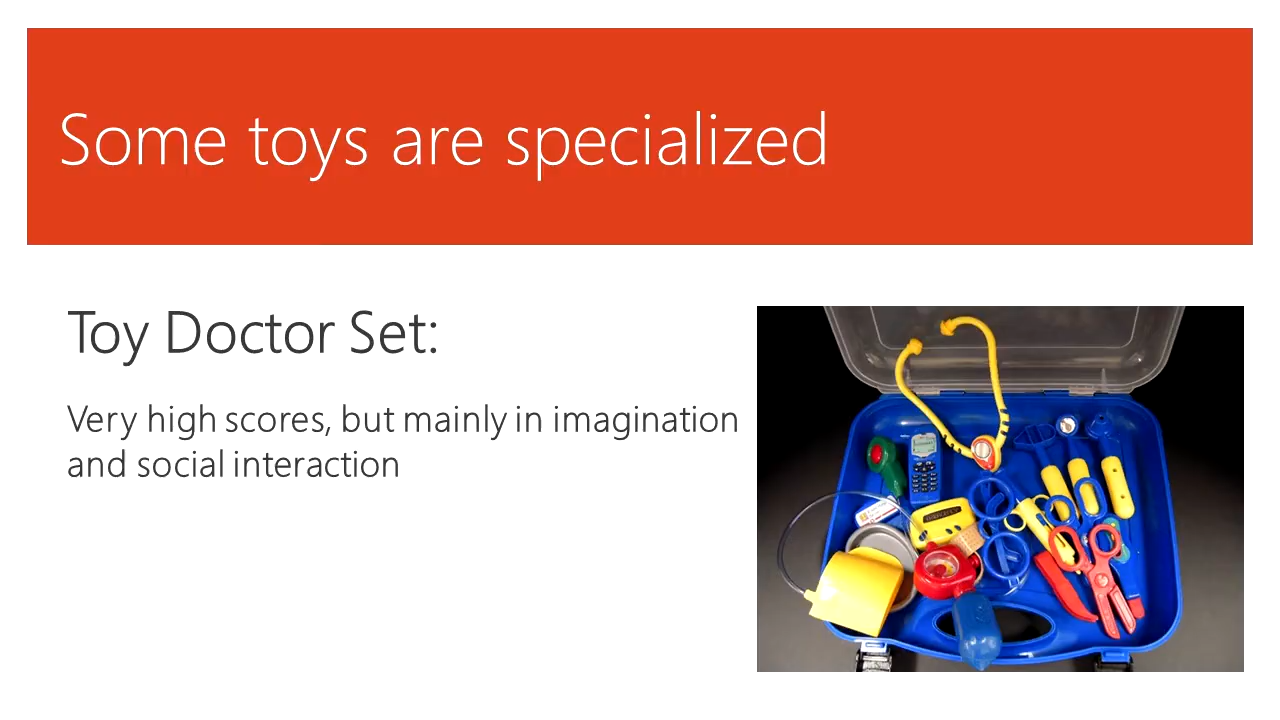 Some toys are specialized
Toy Doctor Set:
Very high scores, but mainly in imagination
and social interaction